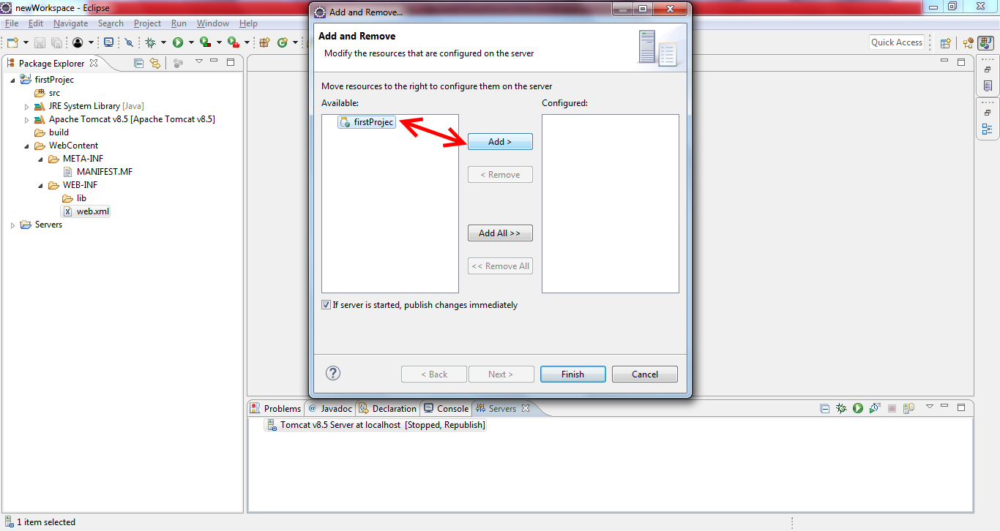 newWorkspace - Eclipse
File Edit Navigate Search Project Run Window Help
Quick Access
Package Explorer
firstProjec
src
JRE System Library [Java]
Apache Tomcat v8.5 [Apache Tomcat v8.5]
build
WebContent
META-INF
MANIFEST.MF
WEB-INF
lib
web.xml
Servers
Add and Remove...
Add and Remove
Modify the resources that are configured on the server
Move resources to the right to configure them on the server
Available:
Configured:
firstProjec
Add >
< Remove
Add All >>
<< Remove All
If server is started, publish changes immediately
< Back
Next >
Finish
Cancel
Problems @ Javadoc Declaration Console Servers
Tomcat v8.5 Server at localhost [Stopped, Republish]
1 item selected